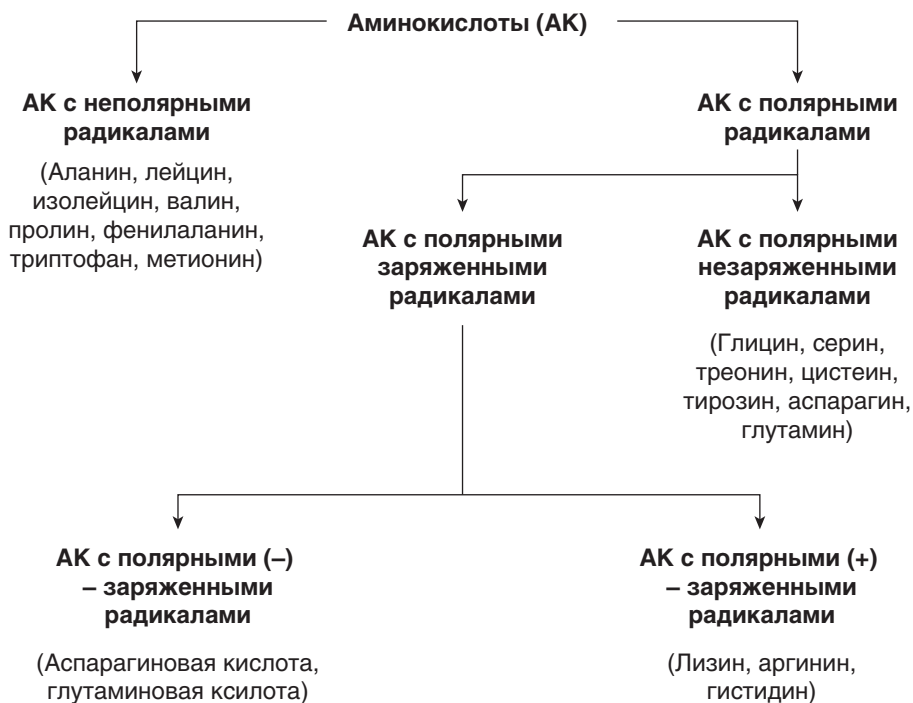 Аминокислоты (АК)
АК с неполярными
радикалами
(Аланин, лейцин,
изолейцин, валин,
пролин, фенилаланин,
триптофан, метионин)
АК с полярными
радикалами
АК с полярными
заряженными
радикалами
АК с полярными
незаряженными
радикалами
(Глицин, серин,
треонин, цистеин,
тирозин, аспарагин,
глутамин)
АК с полярными (–)
– заряженными
радикалами
(Аспарагиновая кислота,
глутаминовая ксилота)
АК с полярными (+)
– заряженными
радикалами
(Лизин, аргинин,
гистидин)